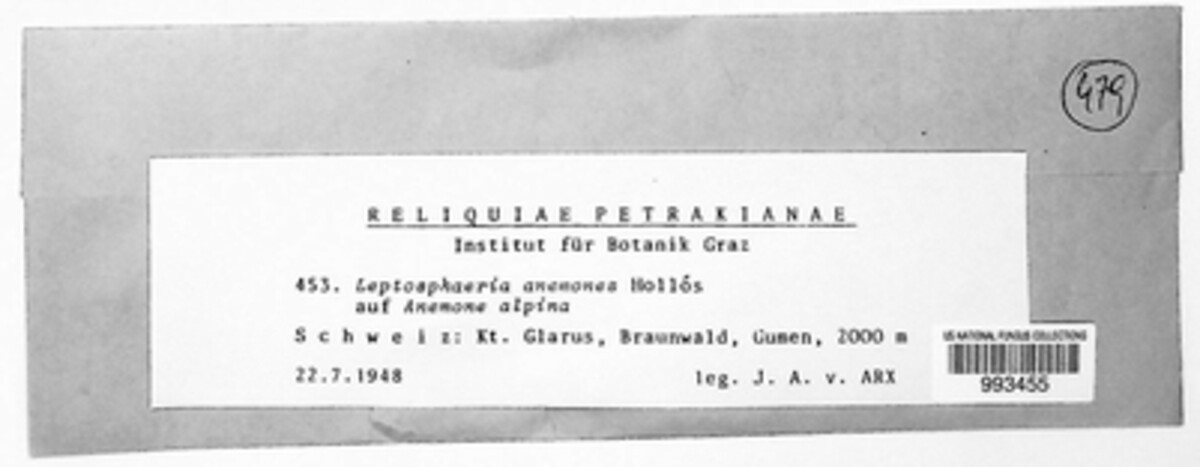 479
RELIQUIAE PETRAKIANAE
Institut für Botanik Graz
453. Leptosphaeria anemones Hollós
auf Anemone alpina
Schweiz: Kt. Glarus, Braunwald, Gumen, 2000 m
22.7.1948 leg. J. A. v. ARX
US NATIONAL FUNGUS COLLECTIONS
993455